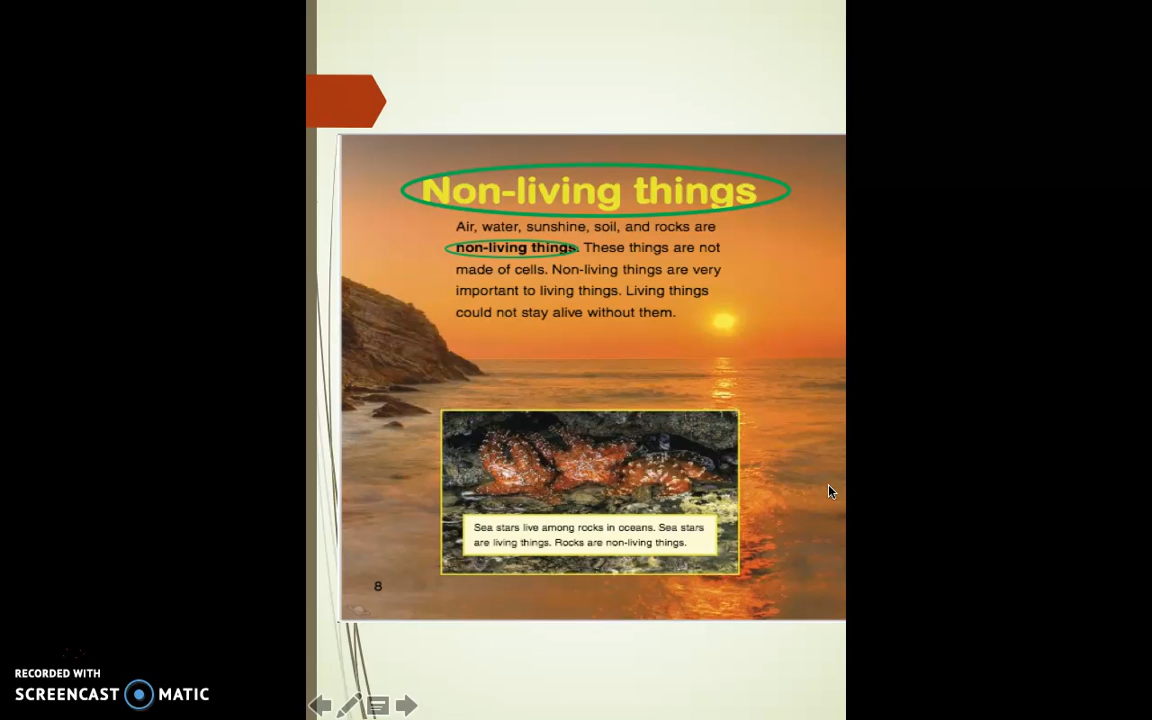 Non-living things
Air, water, sunshine, soil, and rocks are
non-living things. These things are not
made of cells. Non-living things are very
important to living things. Living things
could not stay alive without them.
Sea stars live among rocks in oceans. Sea stars
are living things. Rocks are non-living things.
8
RECORDED WITH
SCREENCAST MATIC